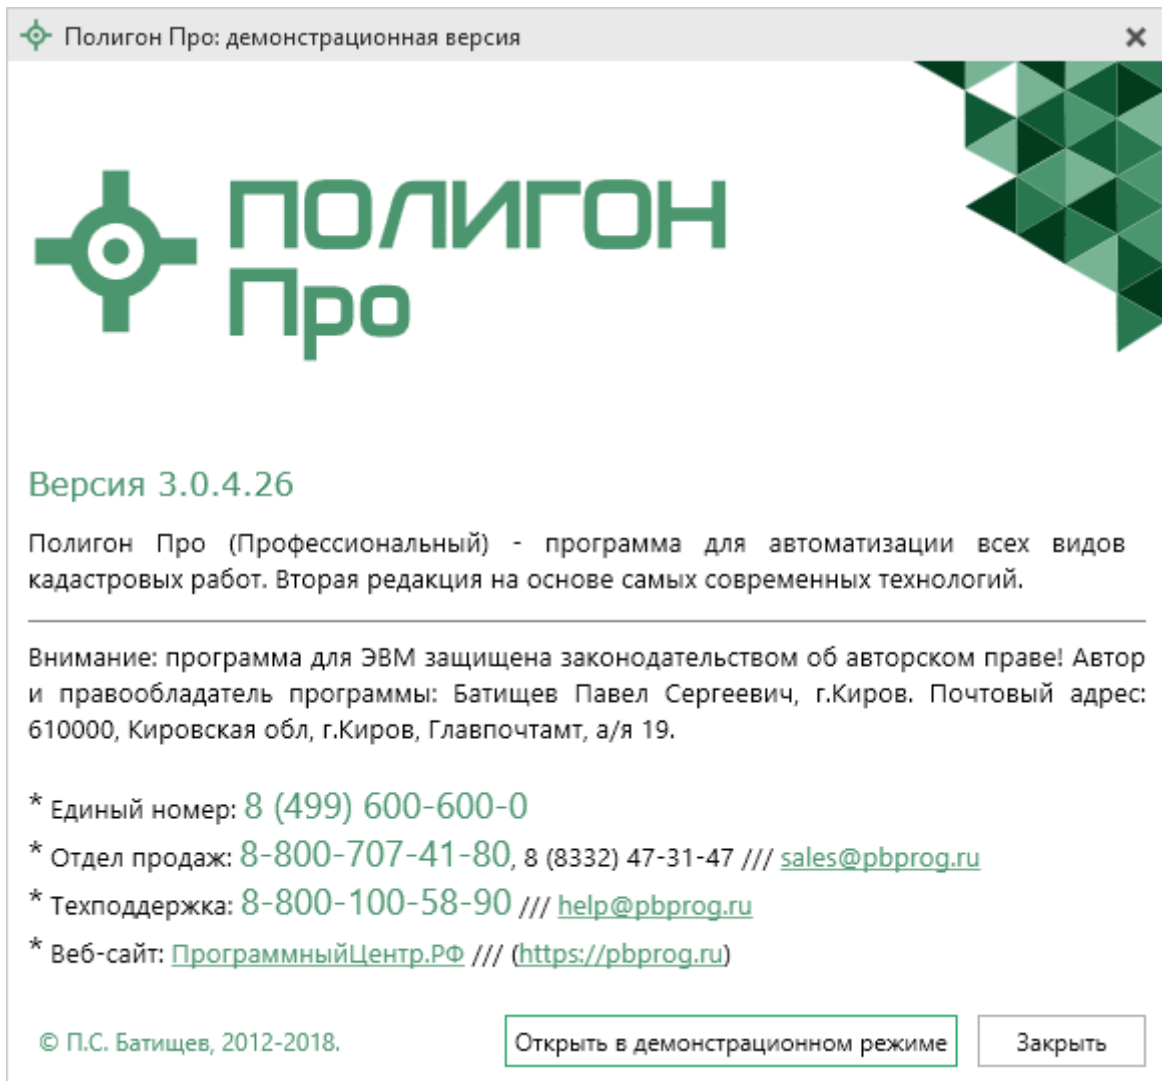 Полигон Про: демонстрационная версия
ПОЛИГОН
Про
Версия 3.0.4.26
Полигон Про (Профессиональный) - программа для автоматизации всех видов
кадастровых работ. Вторая редакция на основе самых современных технологий.
Внимание: программа для ЭВМ защищена законодательством об авторском праве! Автор
и правообладатель программы: Батищев Павел Сергеевич, г.Киров. Почтовый адрес:
610000, Кировская обл, г.Киров, Главпочтамт, а/я 19.
* Единый номер: 8 (499) 600-600-0
* Отдел продаж: 8-800-707-41-80, 8 (8332) 47-31-47 /// sales@pbprog.ru
* Техподдержка: 8-800-100-58-90 /// help@pbprog.ru
* Веб-сайт: ПрограммныйЦентр.РФ /// (https://pbprog.ru)
© П.С. Батищев, 2012-2018.
Открыть в демонстрационном режиме
Закрыть